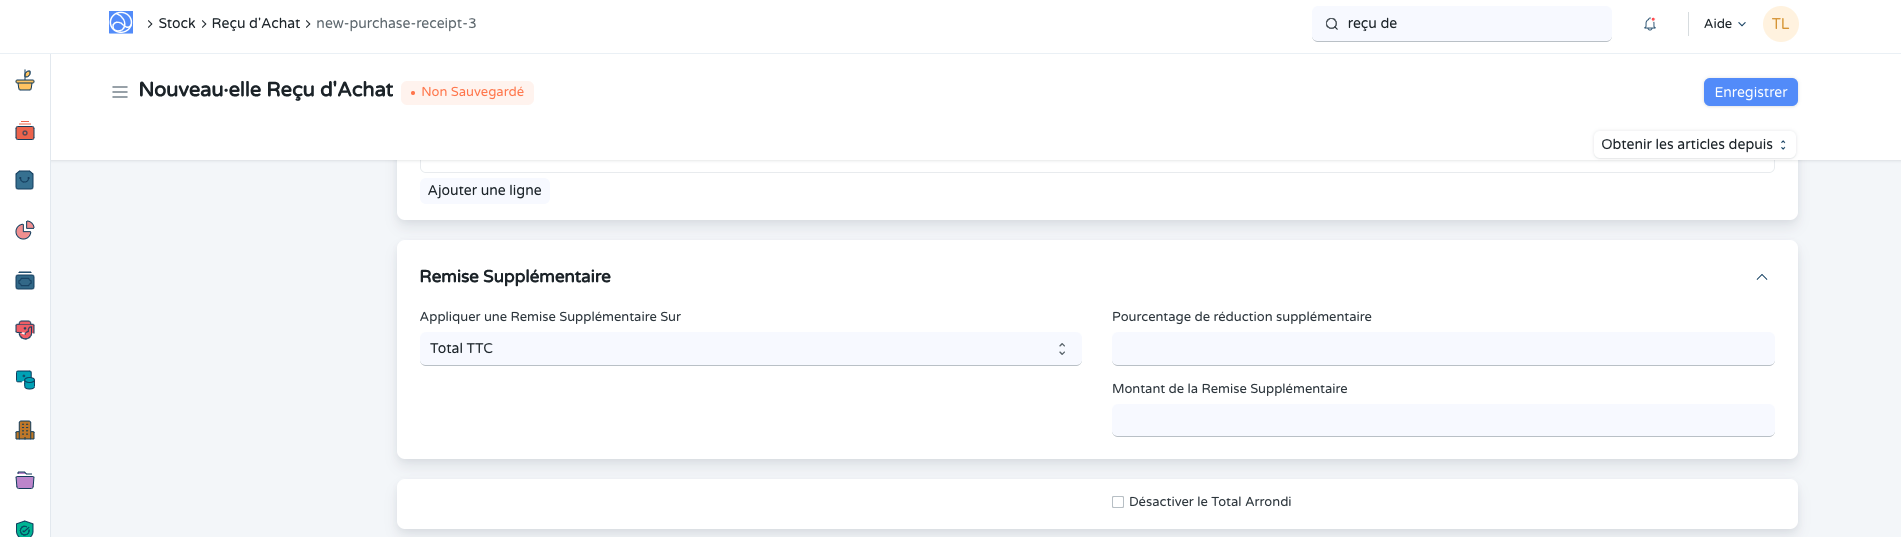 Stock > Reçu d'Achat > new-purchase-receipt-3
reçu de
Aide
TL
Nouveau·elle Reçu d'Achat
Non Sauvegardé
Enregistrer
Obtenir les articles depuis
Ajouter une ligne
Remise Supplémentaire
Appliquer une Remise Supplémentaire Sur
Total TTC
Pourcentage de réduction supplémentaire
Montant de la Remise Supplémentaire
Désactiver le Total Arrondi